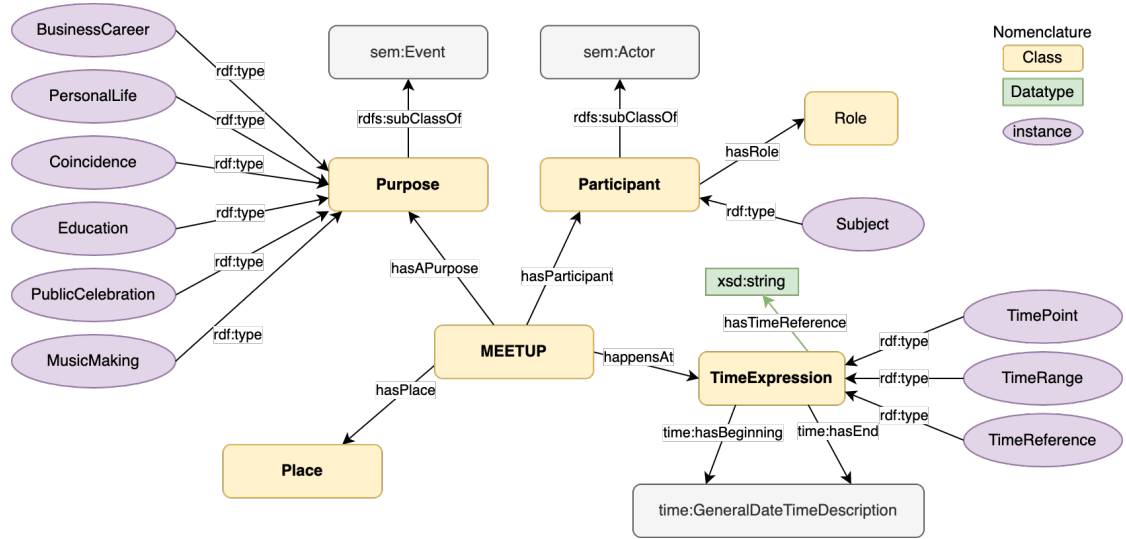 BusinessCareer
PersonalLife
Coincidence
Education
PublicCelebration
MusicMaking
rdf:type
rdf:type
rdf:type
rdf:type
rdf:type
rdf:type
sem:Event
sem:Actor
rdfs:subClassOf
rdfs:subClassOf
Purpose
Participant
hasRole
Role
rdf:type
Subject
Nomenclature
Class
Datatype
instance
hasAPurpose
hasParticipant
MEETUP
hasPlace
Place
happensAt
xsd:string
hasTimeReference
TimeExpression
rdf:type
rdf:type
rdf:type
TimePoint
TimeRange
TimeReference
time:hasBeginning
time:hasEnd
time:GeneralDateTimeDescription